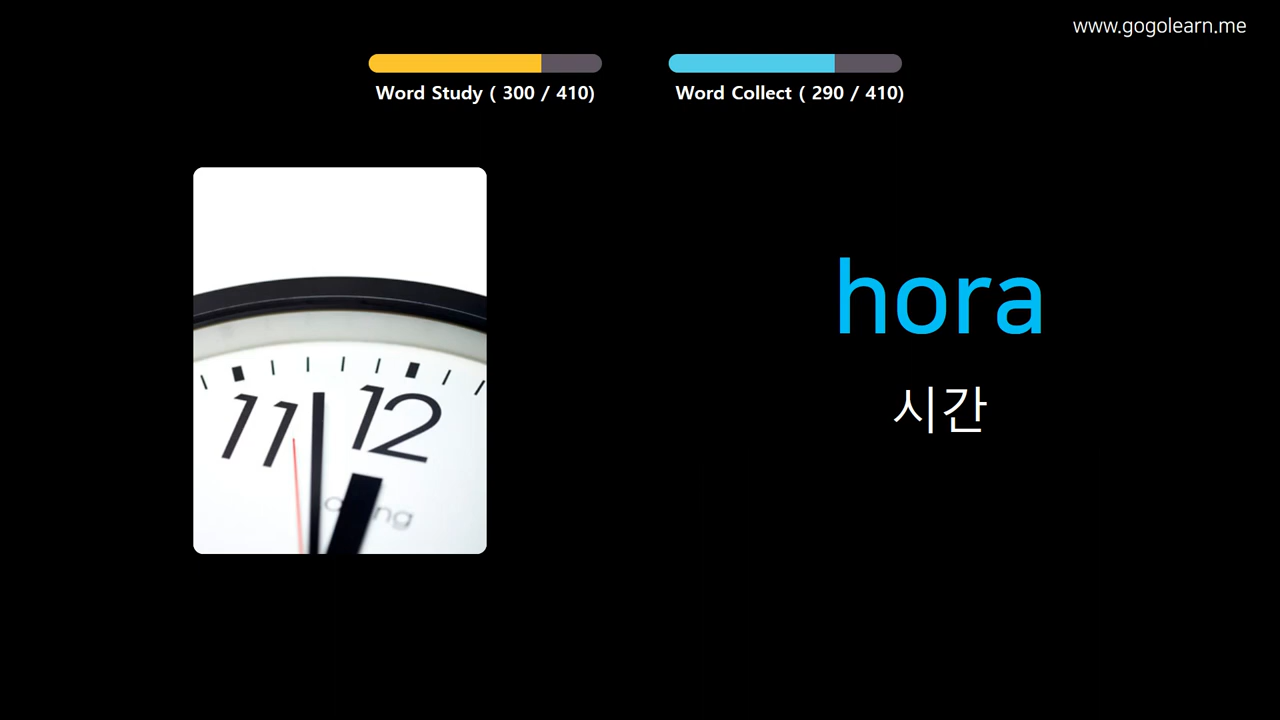 www.gogolearn.me
Word Study ( 300 / 410)
Word Collect ( 290 / 410)
11
12
hora
시간